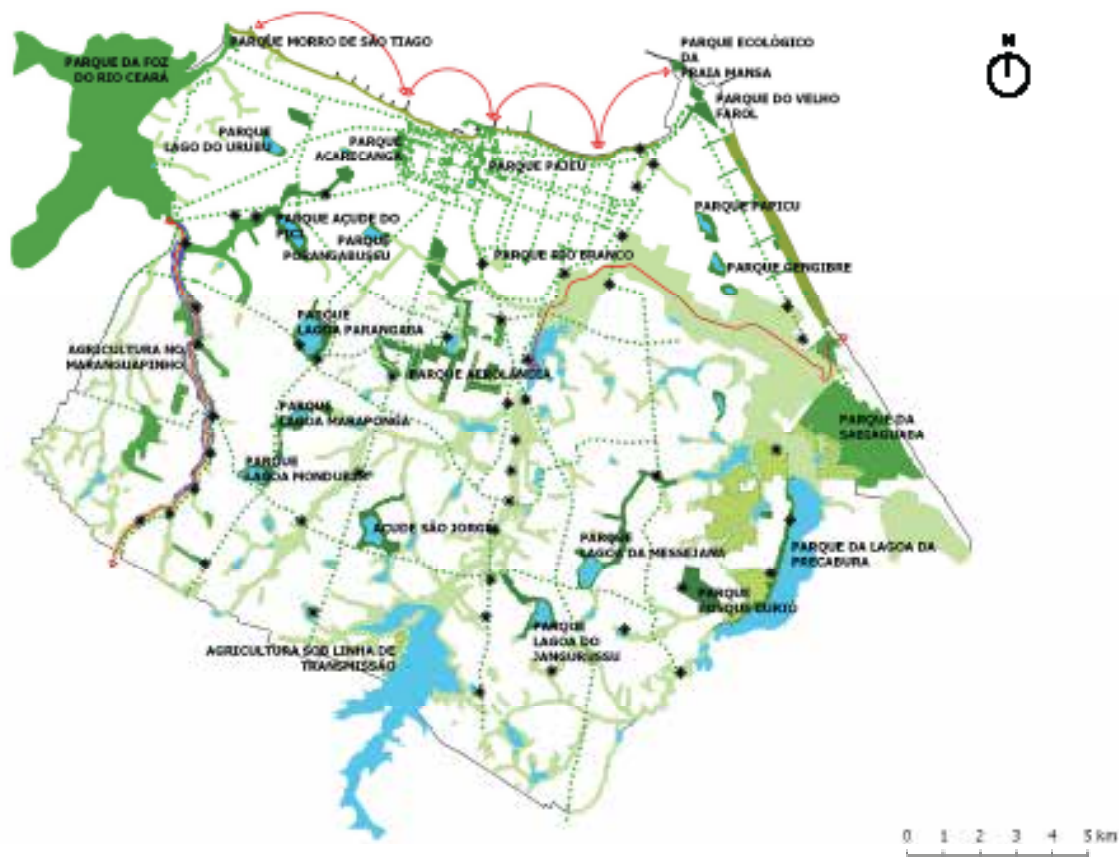 N
PARQUE MORRO DE SÃO TIAGO
PARQUE DA FOZ
DO RIO CEARÁ
PARQUE ECOLÓGICO
DA
PRAIA MANSA
PARQUE DO VELHO
FAROL
PARQUE
LAGO DO URUBU
PARQUE
ACARICANGA
PARQUE PAJEU
PARQUE PAPICU
PARQUE AÇUDE DO
PICI
PARQUE
PORANGABUSSU
PARQUE RIO BRANCO
PARQUE GENGIBRE
PARQUE
LAGOA PARANGABA
AGRICULTURA NO
MARANGUAPINHO
PARQUE AEROLÂNDIA
PARQUE
LAGOA MARAPONGA
PARQUE DA
SABIAGUABA
PARQUE
LAGOA MONDUBIM
AÇUDE SÃO JORGE
PARQUE
LAGOA DA MESSEJANA
PARQUE DA LAGOA DA
PRECABURA
PARQUE
BOSQUE CURIÓ
PARQUE
LAGOA DO
JANGURUSSU
AGRICULTURA SOB LINHA DE
TRANSMISSÃO
0 1 2 3 4 5 km